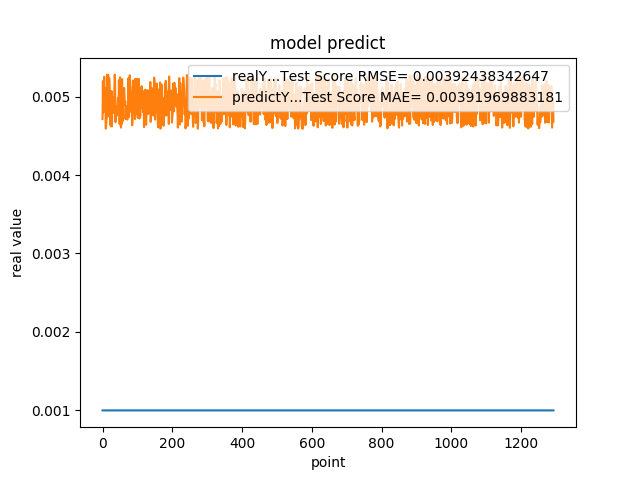 model predict
realY...Test Score RMSE= 0.00392438342647
predictY...Test Score MAE= 0.00391969883181
0.005
0.004
0.003
0.002
0.001
real value
0 200 400 600 800 1000 1200
point